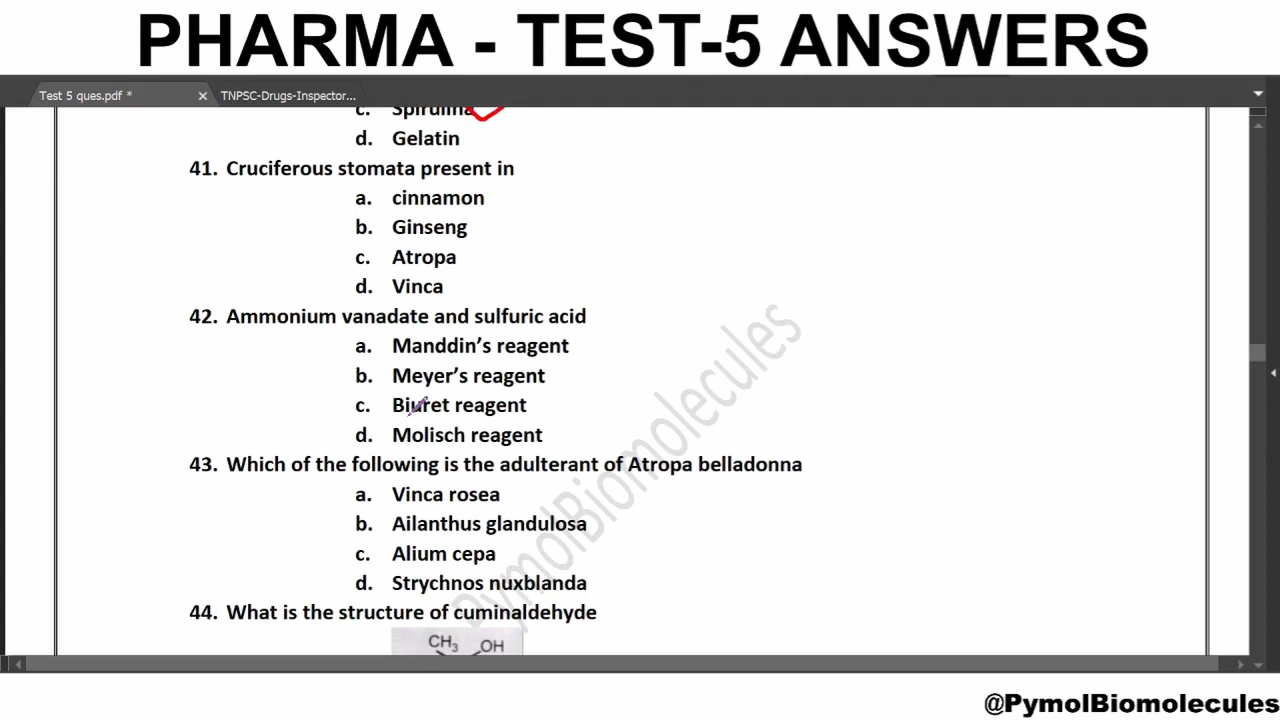 PHARMA - TEST-5 ANSWERS
Test 5 ques.pdf *
TNPSC-Drugs-Inspector...
c. Spirulina
d. Gelatin
41. Cruciferous stomata present in
a. cinnamon
b. Ginseng
c. Atropa
d. Vinca
42. Ammonium vanadate and sulfuric acid
a. Manddin's reagent
b. Meyer's reagent
c. Biuret reagent
d. Molisch reagent
43. Which of the following is the adulterant of Atropa belladonna
a. Vinca rosea
b. Ailanthus glandulosa
c. Alium cepa
d. Strychnos nuxblanda
44. What is the structure of cuminaldehyde
CH3 OH
PymolBiomolecules
@PymolBiomolecules